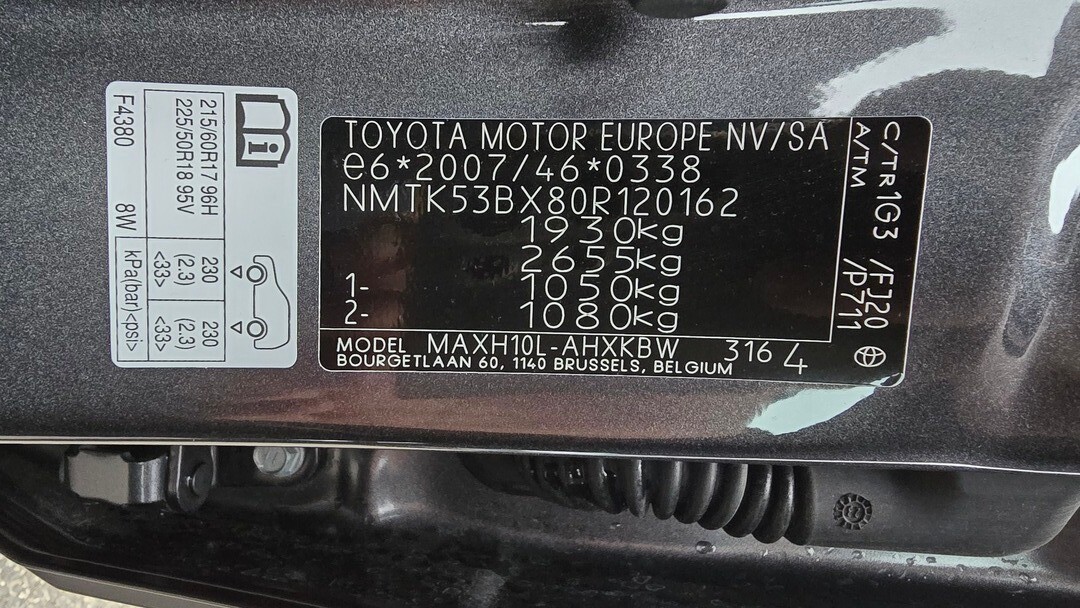 215/60R17 96H 230 (2.3) <33> 230 (2.3) <33>
225/50R18 95V
kPa(bar)<psi>
F4380 8W
TOYOTA MOTOR EUROPE NV/SA
e6*2007/46*0338
NMTK53BX80R120162
1930kg
2655kg
1- 1050kg
2- 1080kg
C/TR1G3 /FJ20
A/TM /P711
MODEL MAXH10L-AHXKBW 316 4
BOURGETLAAN 60, 1140 BRUSSELS, BELGIUM